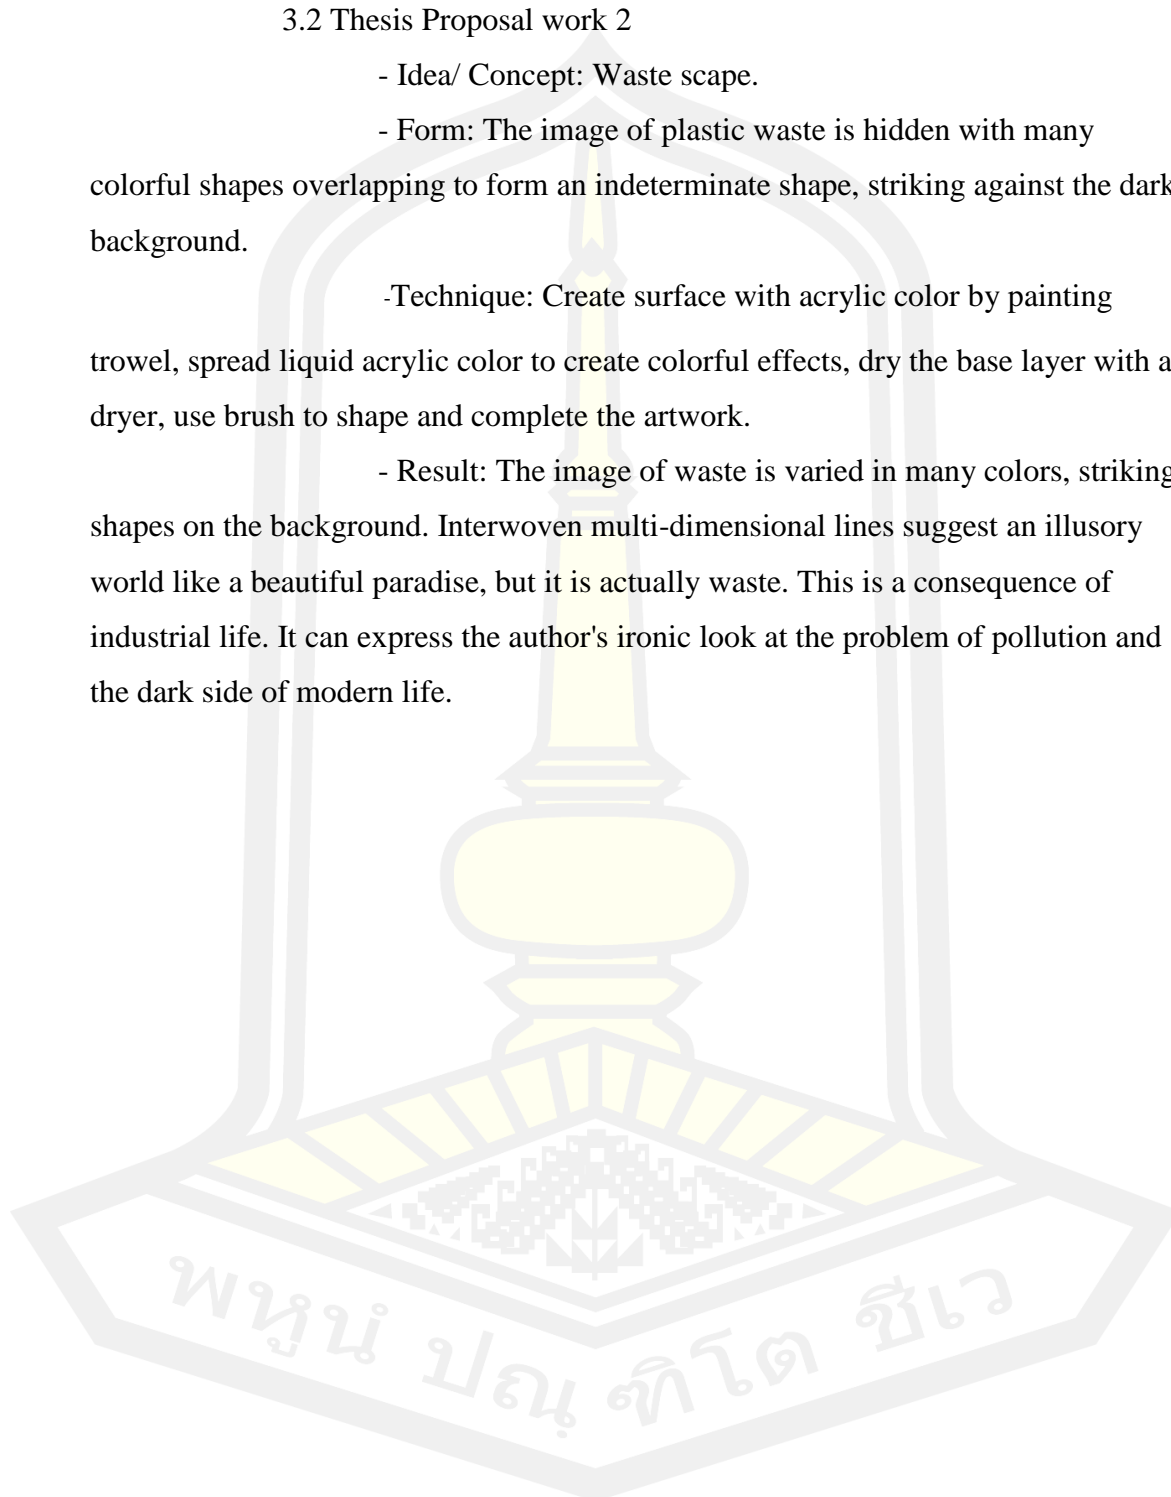 3.2 Thesis Proposal work 2
- Idea/ Concept: Waste scape.
- Form: The image of plastic waste is hidden with many
colorful shapes overlapping to form an indeterminate shape, striking against the dark
background.
-Technique: Create surface with acrylic color by painting
trowel, spread liquid acrylic color to create colorful effects, dry the base layer with a
dryer, use brush to shape and complete the artwork.
- Result: The image of waste is varied in many colors, striking
shapes on the background. Interwoven multi-dimensional lines suggest an illusory
world like a beautiful paradise, but it is actually waste. This is a consequence of
industrial life. It can express the author's ironic look at the problem of pollution and
the dark side of modern life.
พหูนํ ปณฺฑิโต ชีเว